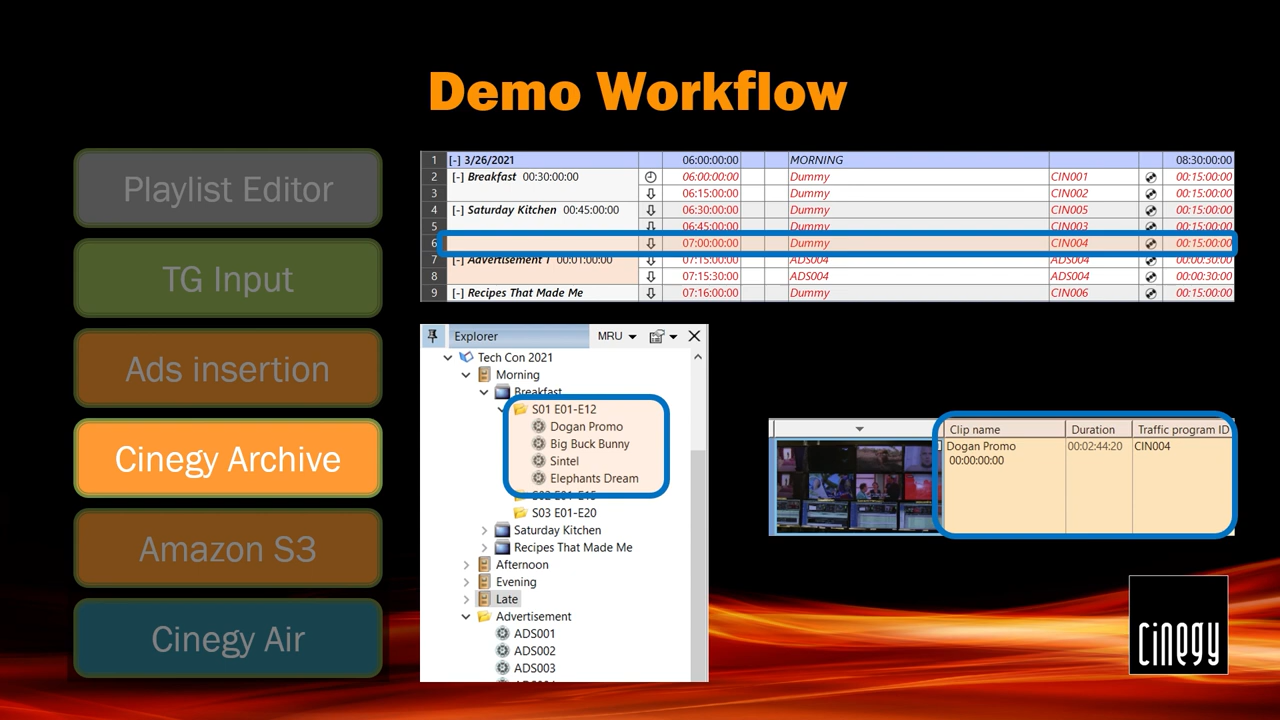 Demo Workflow
Playlist Editor
TG Input
Ads insertion
Cinegy Archive
Amazon S3
Cinegy Air
1 [-] 3/26/2021 06:00:00:00 MORNING 08:30:00:00
2 [-] Breakfast 00:30:00:00 06:00:00:00 Dummy CIN001 00:15:00:00
3 06:15:00:00 Dummy CIN002 00:15:00:00
4 [-] Saturday Kitchen 00:45:00:00 06:30:00:00 Dummy CIN005 00:15:00:00
5 06:45:00:00 Dummy CIN003 00:15:00:00
6 07:00:00:00 Dummy CIN004 00:15:00:00
7 [-] Advertisement 1 00:01:00:00 07:15:00:00 ADS004 ADS004 00:00:30:00
8 07:15:30:00 ADS004 ADS004 00:00:30:00
9 [-] Recipes That Made Me 07:16:00:00 Dummy CIN006 00:15:00:00
Explorer MRU
Tech Con 2021
Morning
Breakfast
S01 E01-E12
Dogan Promo
Big Buck Bunny
Sintel
Elephants Dream
S02 E01-E15
S03 E01-E20
Saturday Kitchen
Recipes That Made Me
Afternoon
Evening
Late
Advertisement
ADS001
ADS002
ADS003
Clip name Duration Traffic program ID
Dogan Promo 00:02:44:20 CIN004
00:00:00:00
cinegy